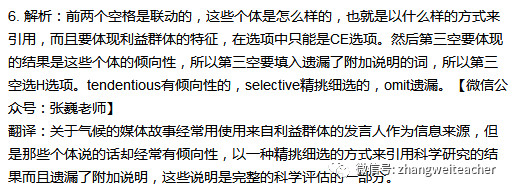 6. 解析：前两个空格是联动的，这些个体是怎么样的，也就是以什么样的方式来
引用，而且要体现利益群体的特征，在选项中只能是CE选项。然后第三空要体现
的结果是这些个体的倾向性，所以第三空要填入遗漏了附加说明的词，所以第三
空选H选项。tendentious有倾向性的，selective精挑细选的，omit遗漏。【微信公
众号：张巍老师】
翻译：关于气候的媒体故事经常用使用来自利益群体的发言人作为信息来源，但
是那些个体说的话却经常有倾向性，以一种精挑细选的方式来引用科学研究的结
果而且遗漏了附加说明，这些说明是完整的科学评估的一部分。
微信号: zhangweiteacher